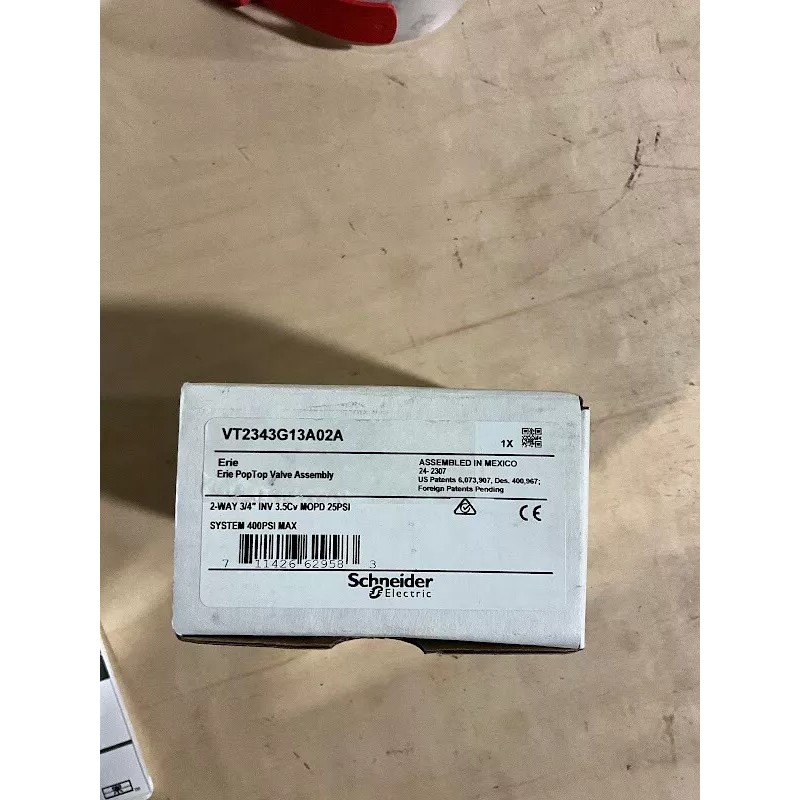 VT2343G13A02A
1X
Erie
Erie PopTop Valve Assembly
ASSEMBLED IN MEXICO
24- 2307
US Patents 6,073,907, Des. 400,967;
Foreign Patents Pending
2-WAY 3/4" INV 3.5Cv MOPD 25PSI
SYSTEM 400PSI MAX
CE
7 11426 62958 3
Schneider
Electric